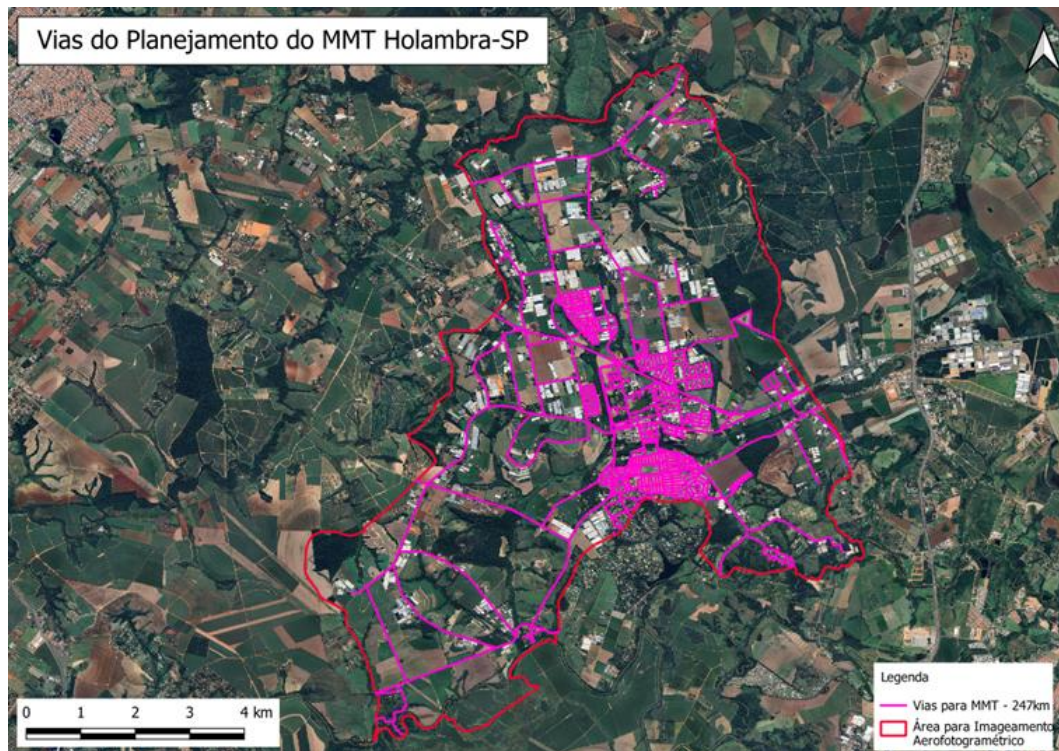 Vias do Planejamento do MMT Holambra-SP
Legenda
Vias para MMT - 247km
Área para Imageamento
Aerofotogramétrico
0 1 2 3 4 km